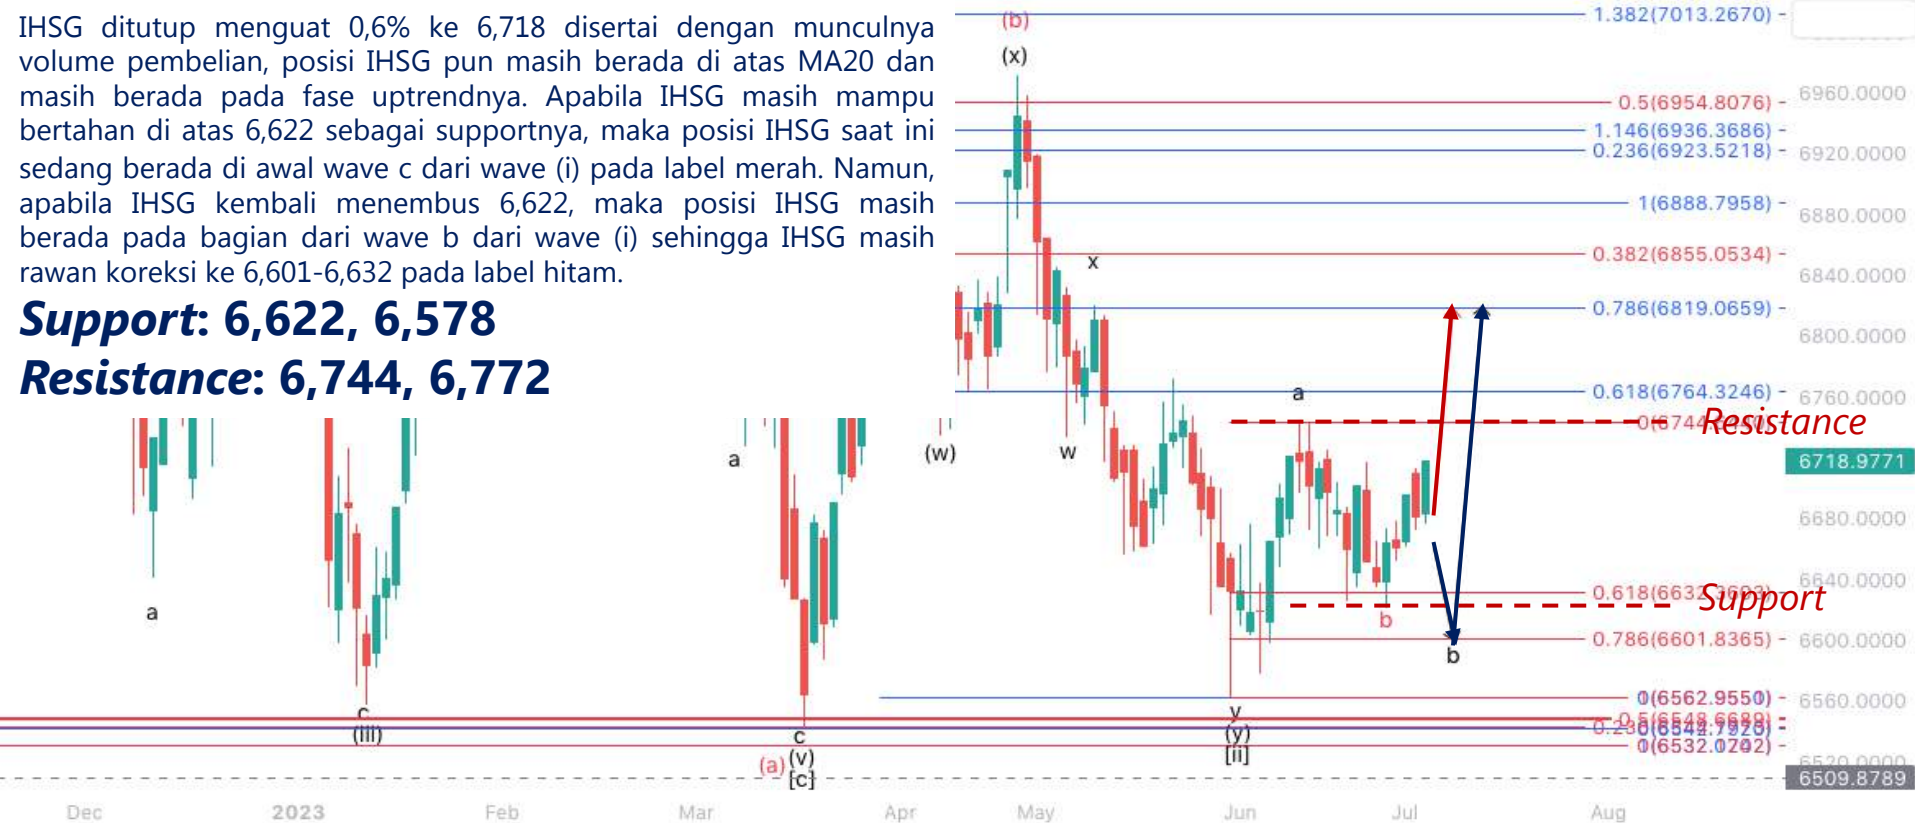 IHSG ditutup menguat 0,6% ke 6,718 disertai dengan munculnya
volume pembelian, posisi IHSG pun masih berada di atas MA20 dan
masih berada pada fase uptrendnya. Apabila IHSG masih mampu
bertahan di atas 6,622 sebagai supportnya, maka posisi IHSG saat ini
sedang berada di awal wave c dari wave (i) pada label merah. Namun,
apabila IHSG kembali menembus 6,622, maka posisi IHSG masih
berada pada bagian dari wave b dari wave (i) sehingga IHSG masih
rawan koreksi ke 6,601-6,632 pada label hitam.
Support: 6,622, 6,578
Resistance: 6,744, 6,772
(b)
(x)
1.382(7013.2670)
0.5(6954.8076)
6960.0000
1.146(6936.3686)
0.236(6923.5218)
6920.0000
1(6888.7958)
6880.0000
0.382(6855.0534)
6840.0000
x
0.786(6819.0659)
6800.0000
0.618(6764.3246)
6760.0000
a
Resistance
a
(w)
w
6718.9771
6680.0000
6640.0000
Support
a
b
0.786(6601.8365)
6600.0000
b
6560.0000
c
(iii)
c
(v)
(a)
[c]
y
(y)
[ii]
6509.8789
Dec
2023
Feb
Mar
Apr
May
Jun
Jul
Aug